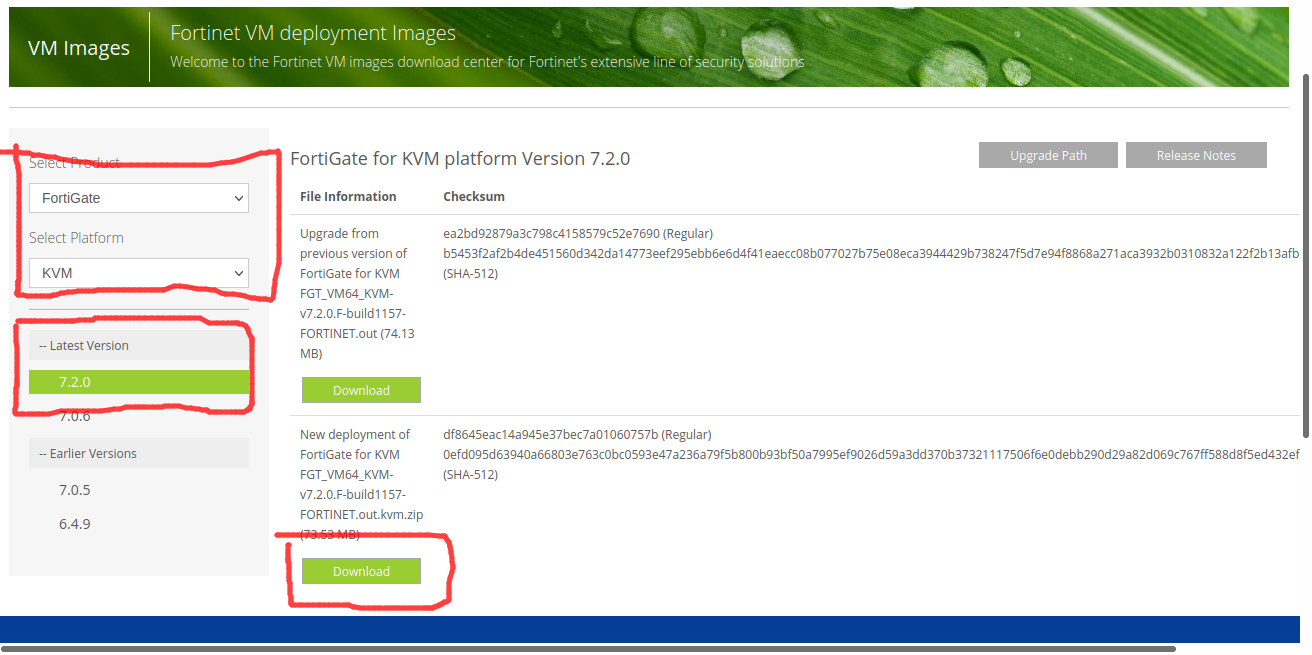 VM Images
Fortinet VM deployment Images
Welcome to the Fortinet VM images download center for Fortinet's extensive line of security solutions
Select Product
FortiGate
Select Platform
KVM
-- Latest Version
7.2.0
7.0.6
-- Earlier Versions
7.0.5
6.4.9
FortiGate for KVM platform Version 7.2.0
Upgrade Path
Release Notes
File Information
Checksum
Upgrade from
previous version of
FortiGate for KVM
FGT_VM64_KVM-
v7.2.0.F-build1157-
FORTINET.out (74.13
MB)
ea2bd92879a3c798c4158579c52e7690 (Regular)
b5453f2af2b4de451560d342da14773eef295ebb6e6d4f41eaecc08b077027b75e08eca3944429b738247f5d7e94f8868a271aca3932b0310832a122f2b13afb
(SHA-512)
Download
New deployment of
FortiGate for KVM
FGT_VM64_KVM-
v7.2.0.F-build1157-
FORTINET.out.kvm.zip
(73.53 MB)
df8645eac14a945e37bec7a01060757b (Regular)
0efd095d63940a66803e763c0bc0593e47a236a79f5b800b93bf50a7995ef9026d59a3dd370b37321117506f6e0debb290d29a82d069c767ff588d8f5ed432ef
(SHA-512)
Download